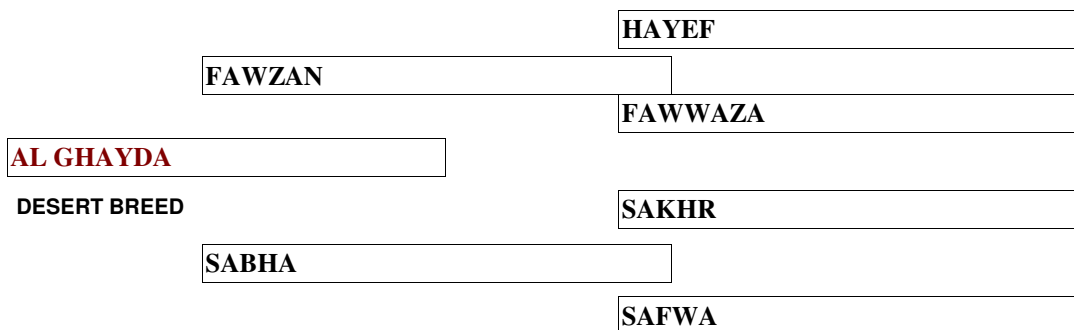 HAYEF
FAWZAN
FAWWAZA
AL GHAYDA
DESERT BREED
SAKHR
SABHA
SAFWA